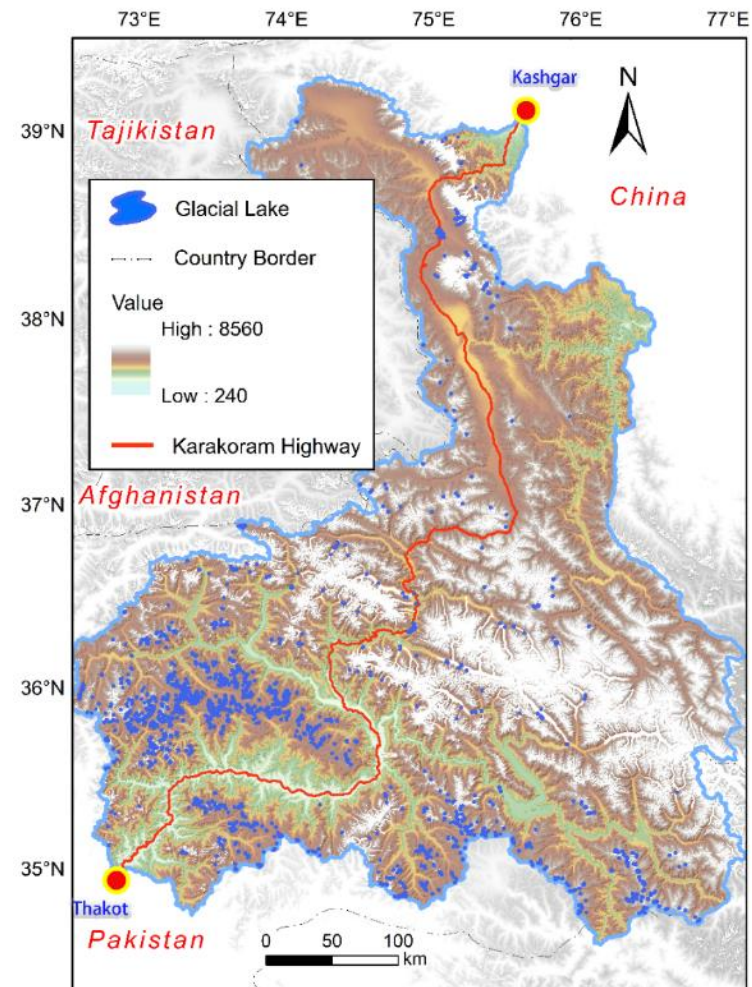 73°E 74°E 75°E 76°E 77°E
Kashgar
N
39°N
Tajikistan
China
Glacial Lake
Country Border
Value
High : 8560
Low : 240
Karakoram Highway
38°N
37°N
Afghanistan
36°N
35°N
Thakot
Pakistan
0 50 100
km